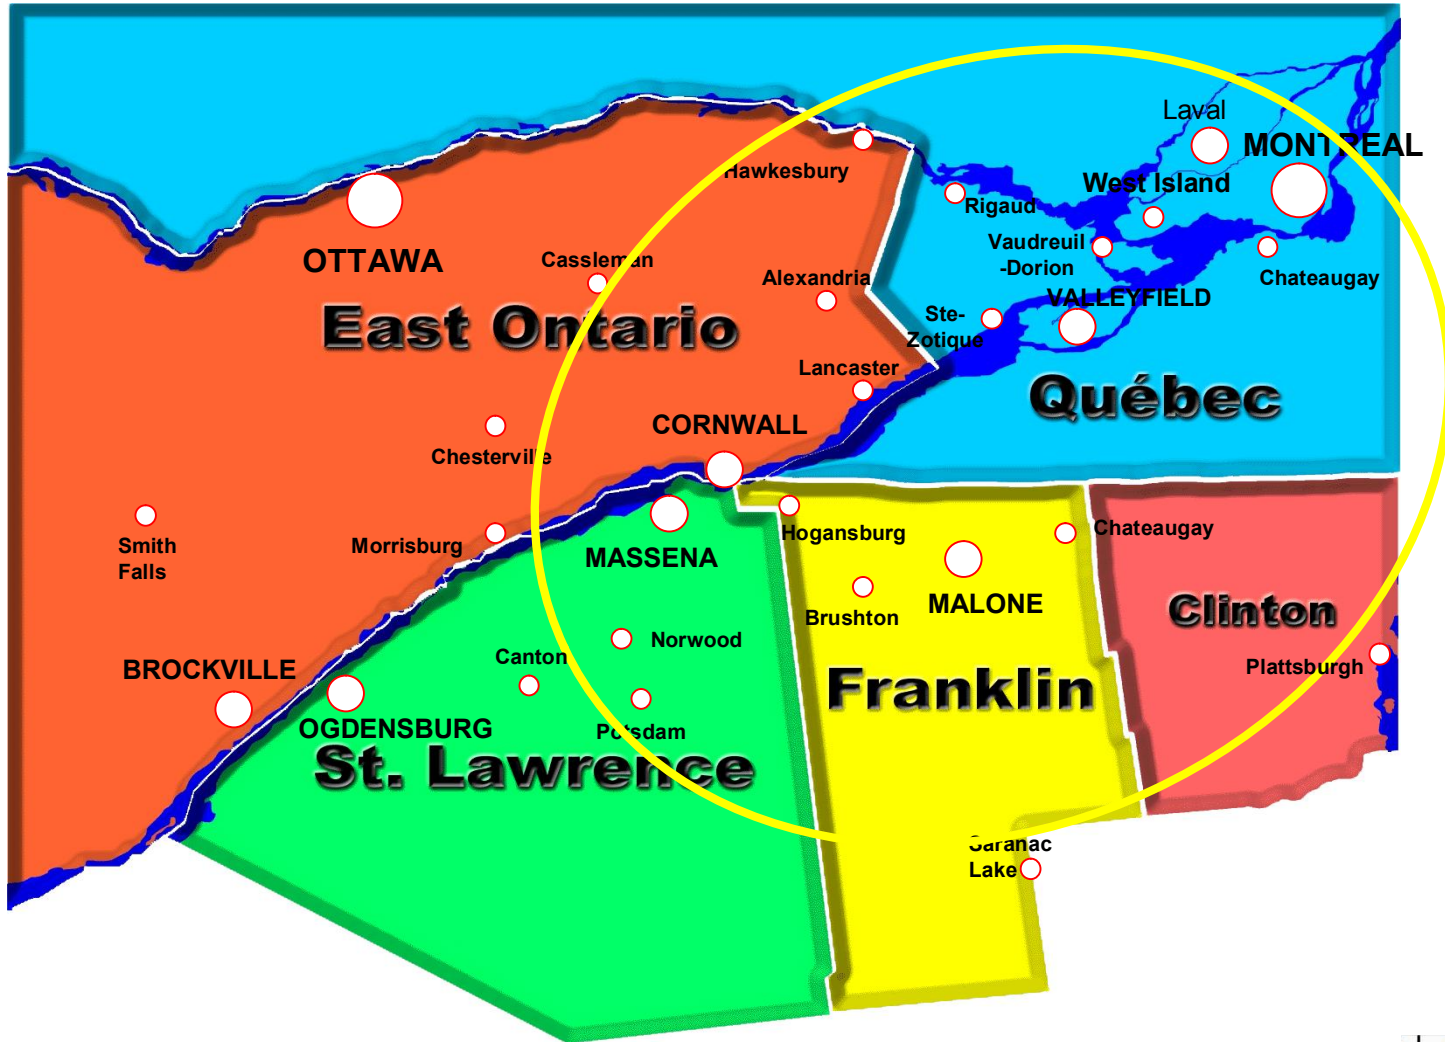 Laval
MONTREAL
Hawkesbury
West Island
Rigaud
Vaudreuil
-Dorion
OTTAWA
Cassleman
Alexandria
Chateaugay
VALLEYFIELD
East Ontario
Ste-
Zotique
Lancaster
Québec
CORNWALL
Chesterville
Smith
Falls
Morrisburg
MASSENA
Hogansburg
Chateaugay
Brushton
MALONE
Clinton
Norwood
Canton
Plattsburgh
BROCKVILLE
Franklin
OGDENSBURG
Potsdam
St. Lawrence
Saranac
Lake